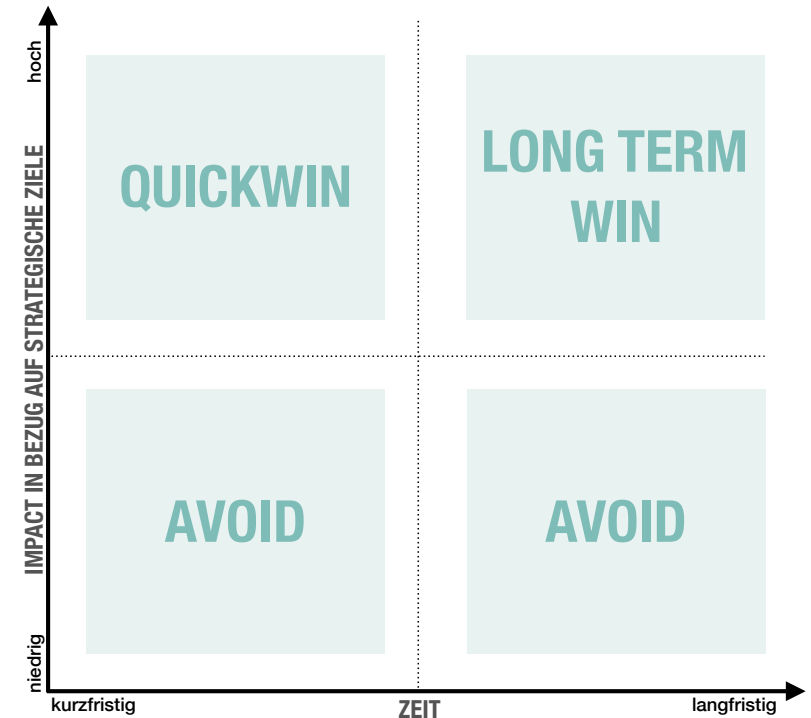 hoch
IMPACT IN BEZUG AUF STRATEGISCHE ZIELE
niedrig
QUICKWIN
LONG TERM
WIN
AVOID
AVOID
kurzfristig
ZEIT
langfristig